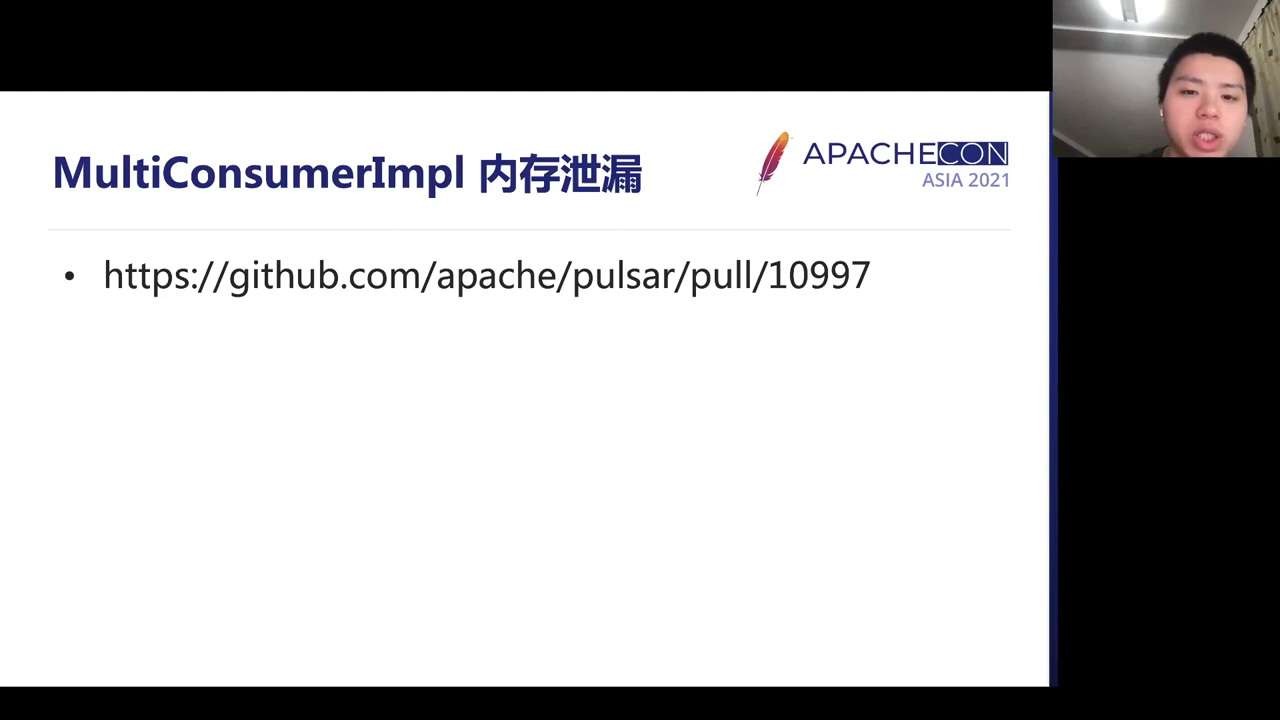 MultiConsumerImpl 内存泄漏
APACHECON
ASIA 2021
• https://github.com/apache/pulsar/pull/10997